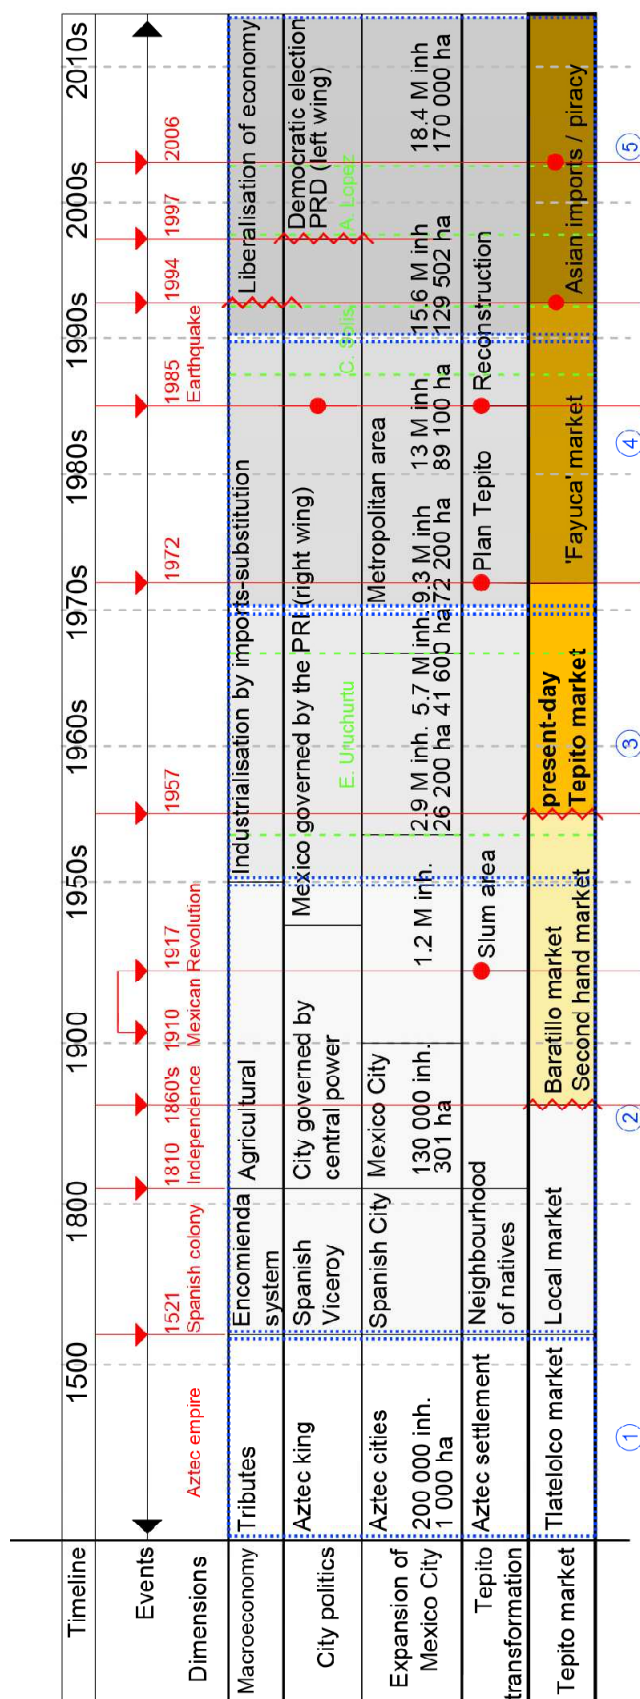 Timeline
1500
1800
1900
1950s
1960s
1970s
1980s
1990s
2000s
2010s
Events
Dimensions
Aztec empire
1521
Spanish colony
1810
Independence
1860's
1910
Mexican Revolution
1917
1957
1972
1985
Earthquake
1994
1997
2006
Macroeconomy
Tributes
Encomienda
system
Agricultural
Industrialisation by imports-substitution
Liberalisation of economy
City politics
Aztec king
Spanish
Viceroy
City governed by
central power
Mexico governed by the PRI (right wing)
Democratic election
PRD (left wing)
E. Uruchurtu
C. Solis
A. Lopez
Expansion of
Mexico City
Aztec cities
200 000 inh.
1 000 ha
Spanish City
Mexico City
130 000 inh.
301 ha
1.2 M inh.
2.9 M inh.
26 200 ha
5.7 M inh.
41 600 ha
Metropolitan area
9.3 M inh
72 200 ha
13 M inh
89 100 ha
15.6 M inh
129 502 ha
18.4 M inh
170 000 ha
Tepito
transformation
Aztec settlement
Neighbourhood
of natives
Slum area
Plan Tepito
Reconstruction
Tepito market
Tlatelolco market
Local market
Baratillo market
Second hand market
present-day
Tepito market
'Fayuca' market
Asian imports / piracy
1
2
3
4
5